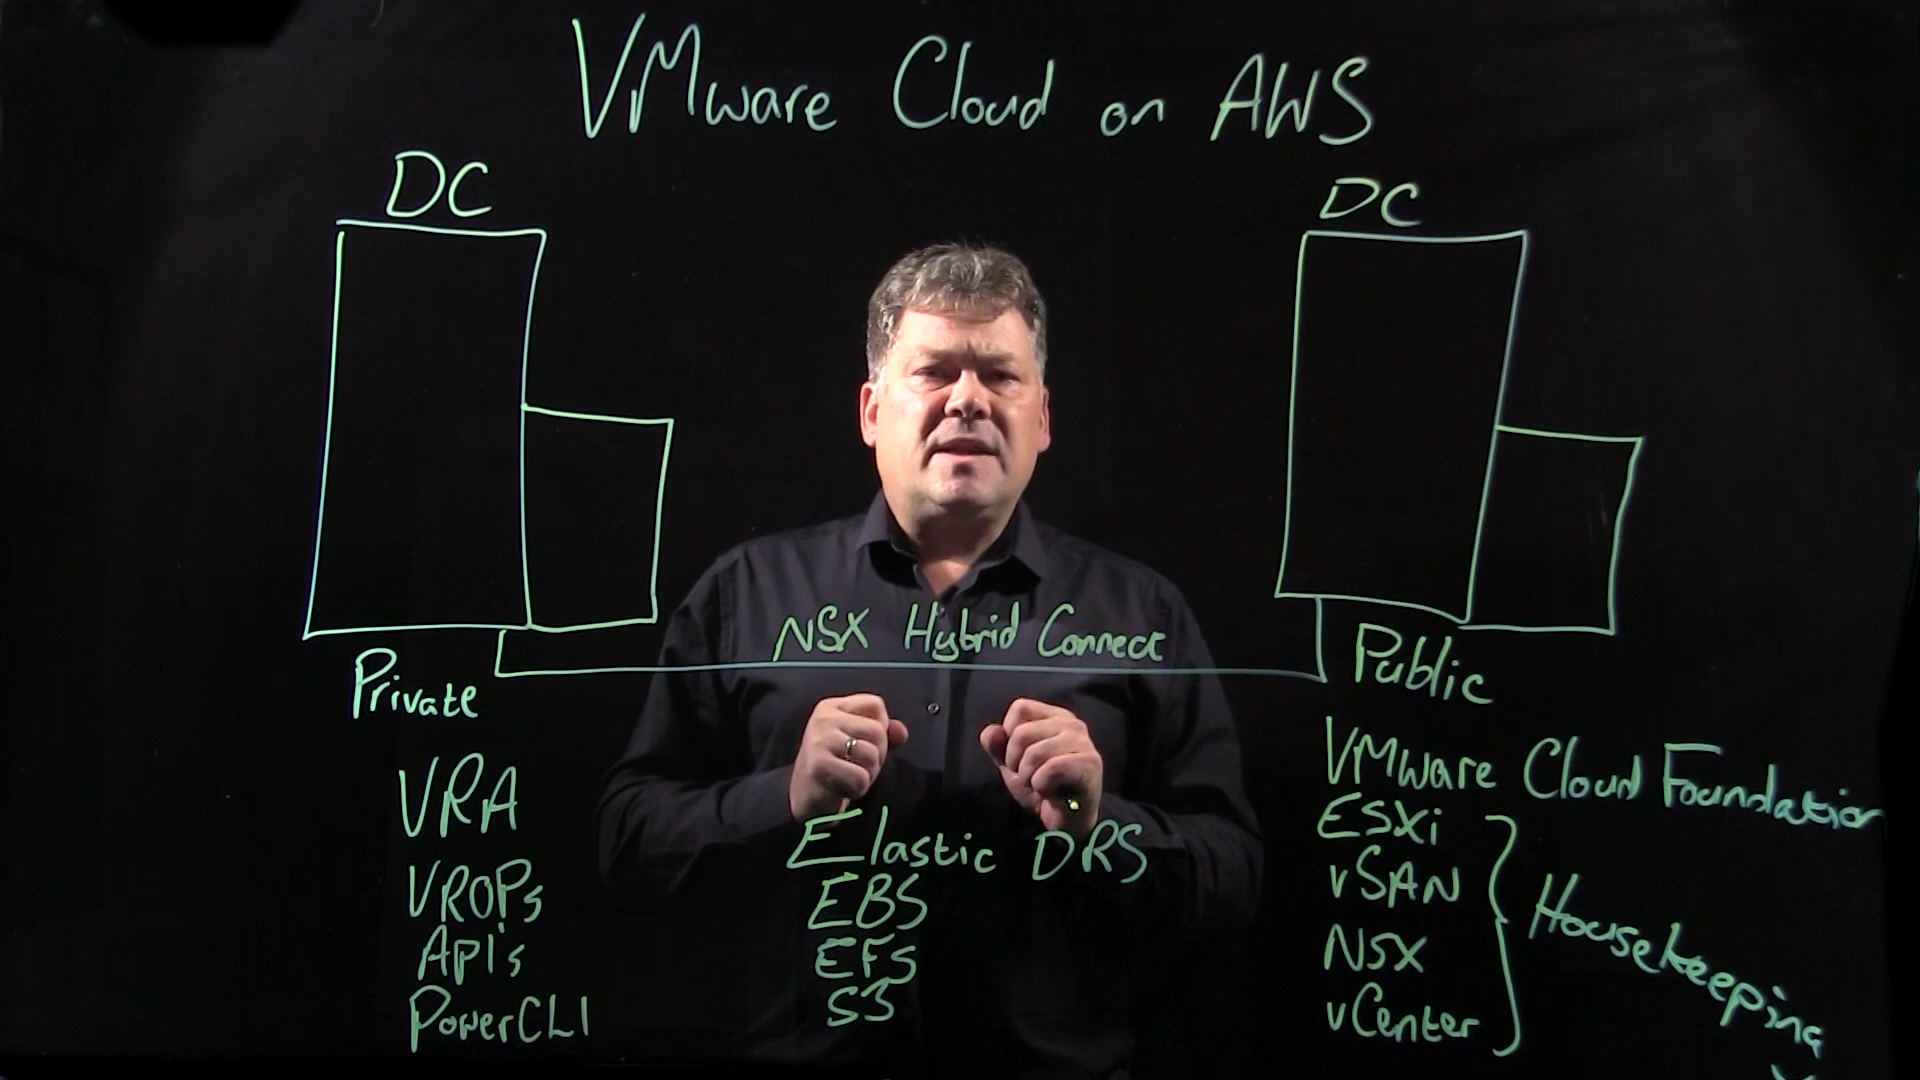 VMware Cloud on AWS
DC
DC
NSX Hybrid Connect
Private
Public
VRA
VROPs
Api's
PowerCLI
Elastic DRS
EBS
EFS
S3
VMware Cloud Foundation
ESXi
vSAN
NSX
vCenter
Housekeeping